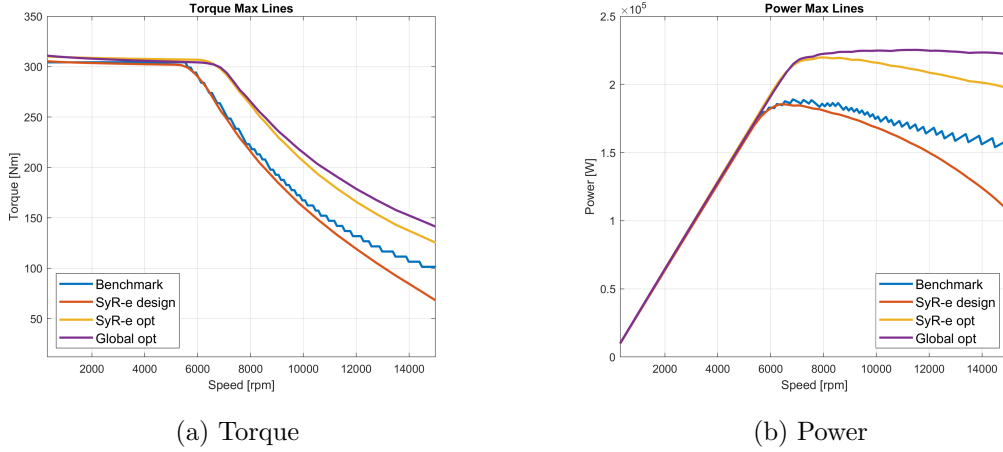 Torque Max Lines
350
300
250
200
150
100
50
Torque [Nm]
Benchmark
SyR-e design
SyR-e opt
Global opt
2000 4000 6000 8000 10000 12000 14000
Speed [rpm]
(a) Torque
×10⁵
Power Max Lines
2.5
2
1.5
1
0.5
0
Power [W]
Benchmark
SyR-e design
SyR-e opt
Global opt
2000 4000 6000 8000 10000 12000 14000
Speed [rpm]
(b) Power